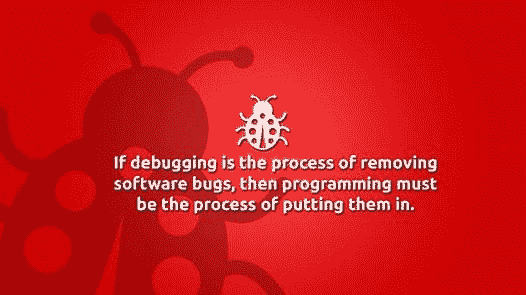 If debugging is the process of removing
software bugs, then programming must
be the process of putting them in.